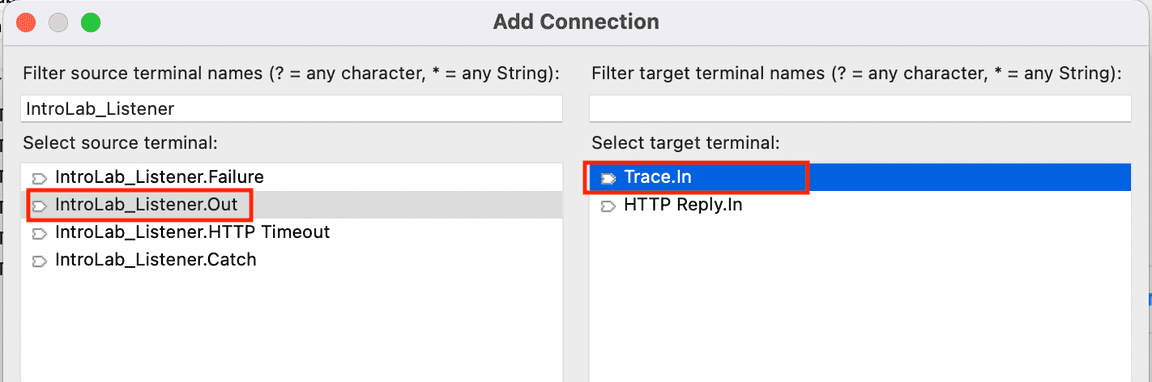 Add Connection
Filter source terminal names (? = any character, * = any String):
IntroLab_Listener
Select source terminal:
IntroLab_Listener.Failure
IntroLab_Listener.Out
IntroLab_Listener.HTTP Timeout
IntroLab_Listener.Catch
Filter target terminal names (? = any character, * = any String):
Select target terminal:
Trace.In
HTTP Reply.In